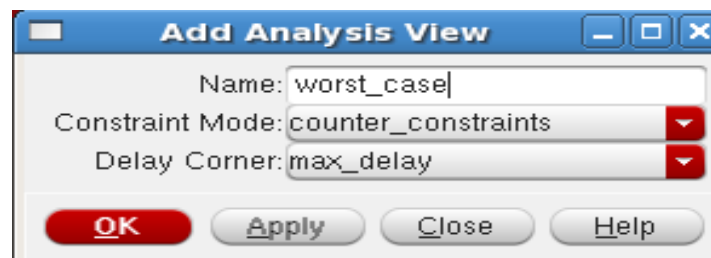 Add Analysis View
Name: worst_case
Constraint Mode: counter_constraints
Delay Corner: max_delay
OK Apply Close Help